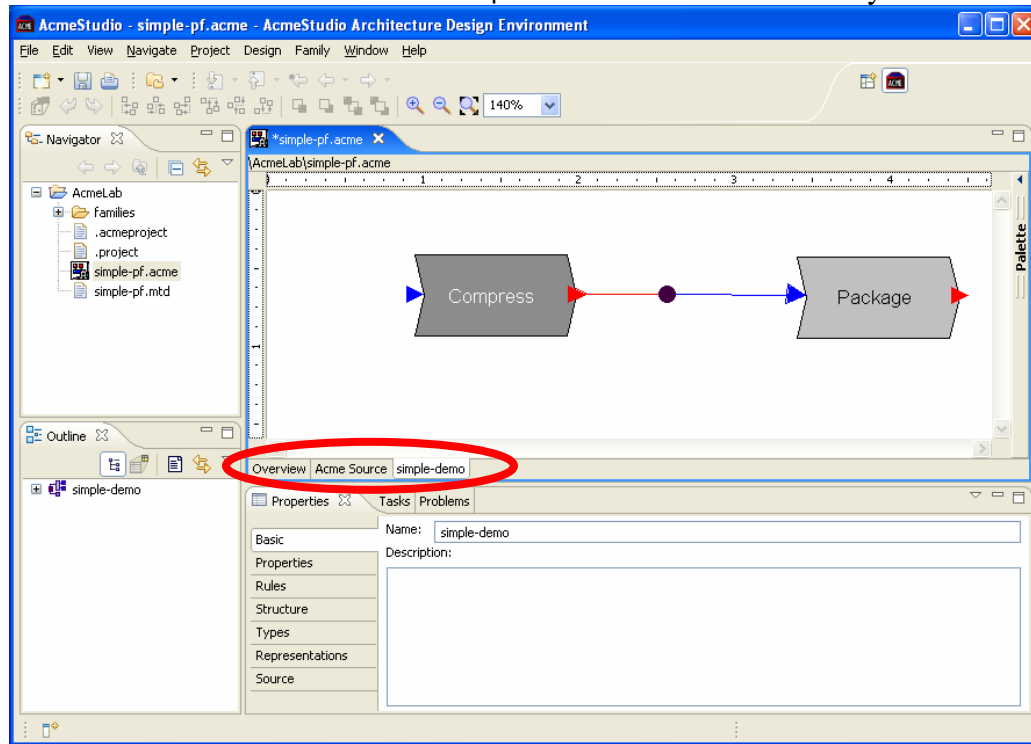 AcmeStudio - simple-pf.acme - AcmeStudio Architecture Design Environment
File Edit View Navigate Project Design Family Window Help
ACME
140%
Navigator
*simple-pf.acme
\AcmeLab\simple-pf.acme
1 2 3 4
AcmeLab
families
.acmeproject
.project
simple-pf.acme
simple-pf.mtd
Palette
Compress
Package
1
Outline
simple-demo
Overview Acme Source simple-demo
Properties Tasks Problems
Basic
Properties
Rules
Structure
Types
Representations
Source
Name: simple-demo
Description: